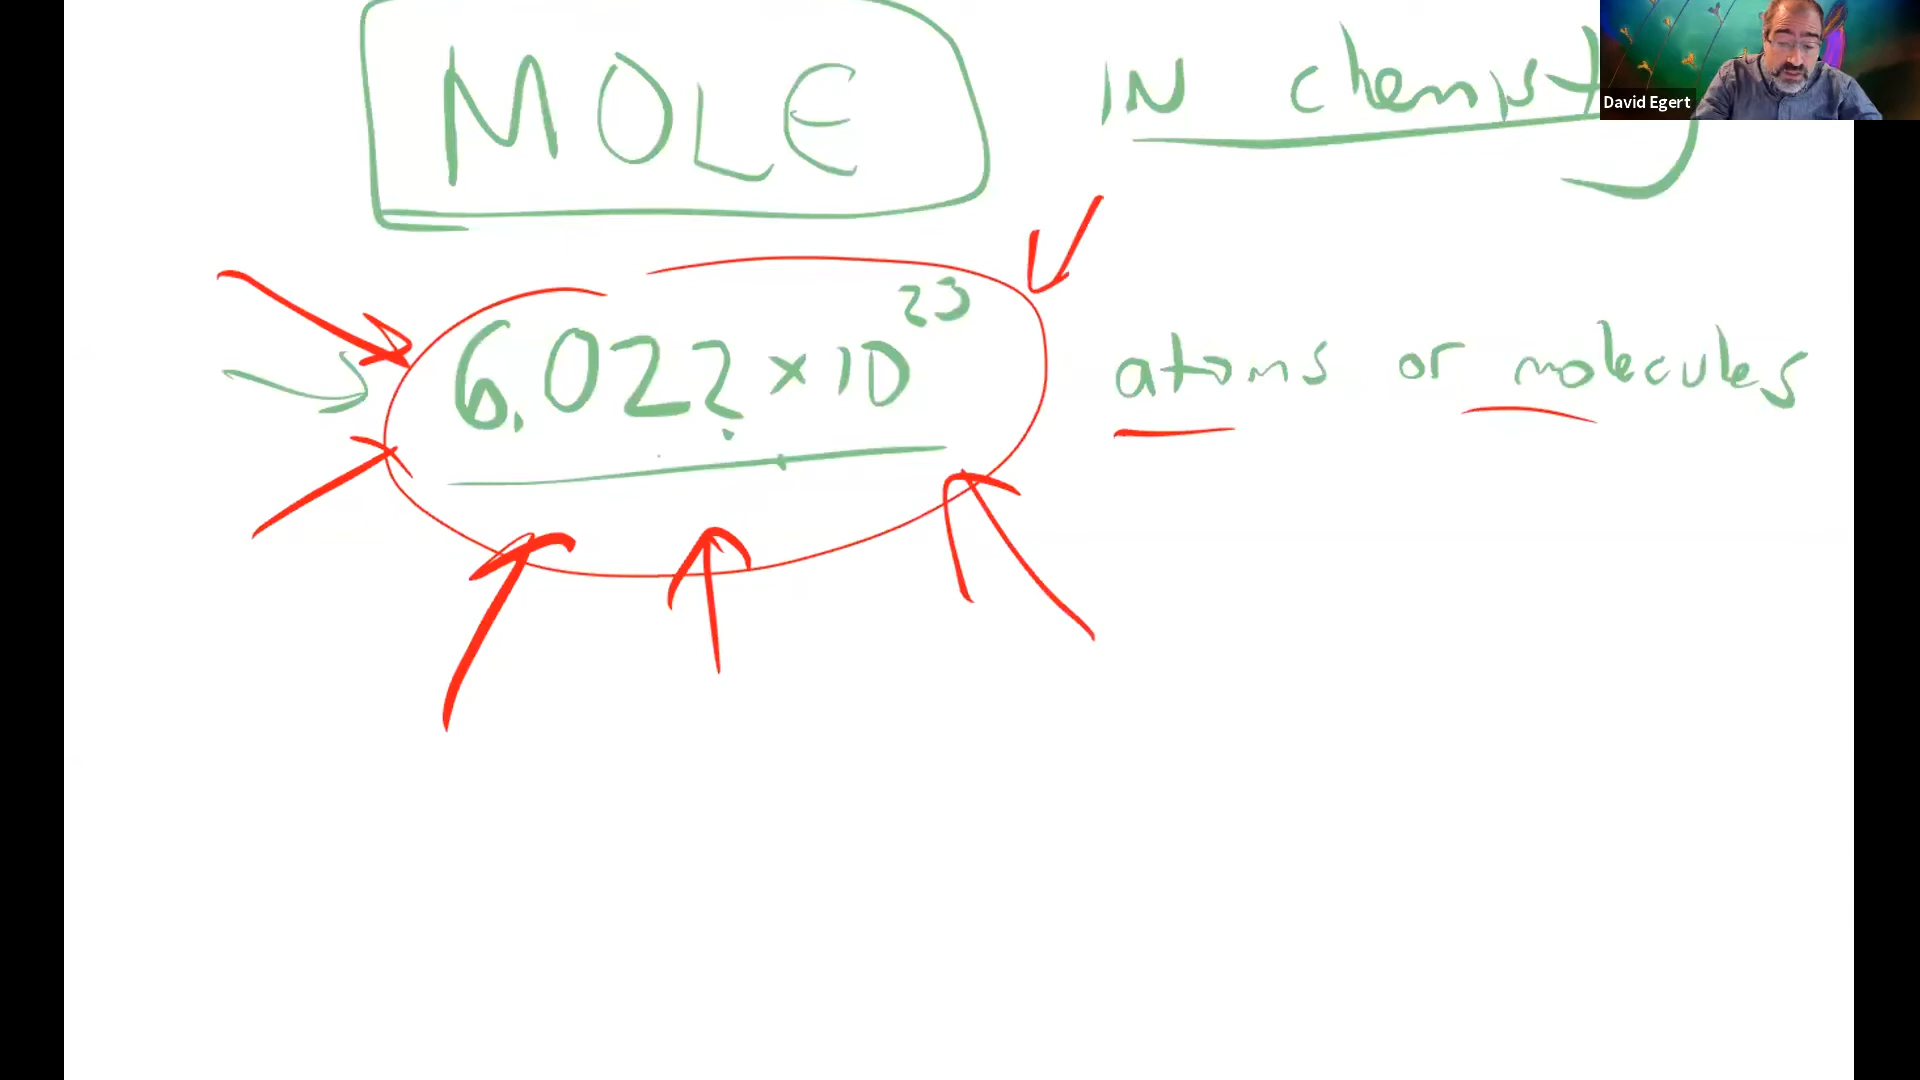 MOLE IN chemistry
David Egert
6.022 × 10²³ atoms or molecules